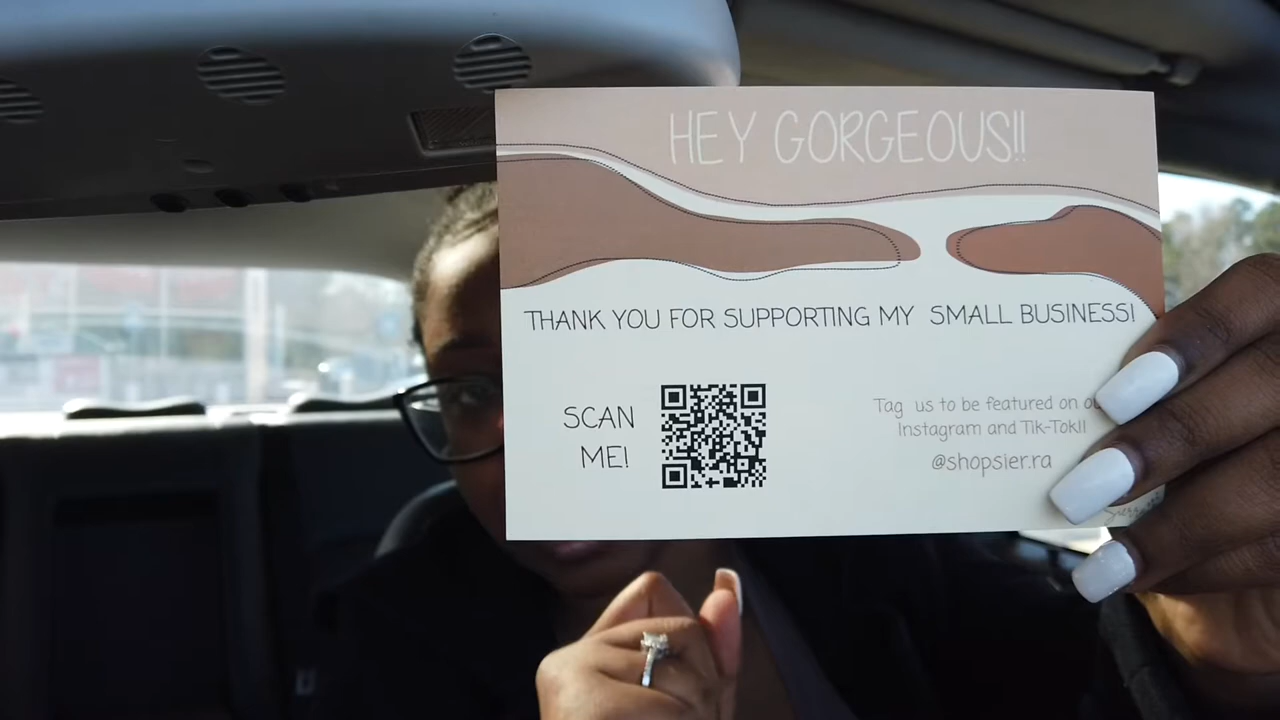 HEY GORGEOUS!!
THANK YOU FOR SUPPORTING MY SMALL BUSINESS!
SCAN
ME!
Tag us to be featured on
Instagram and Tik-Tok!!
@shopsier.ra